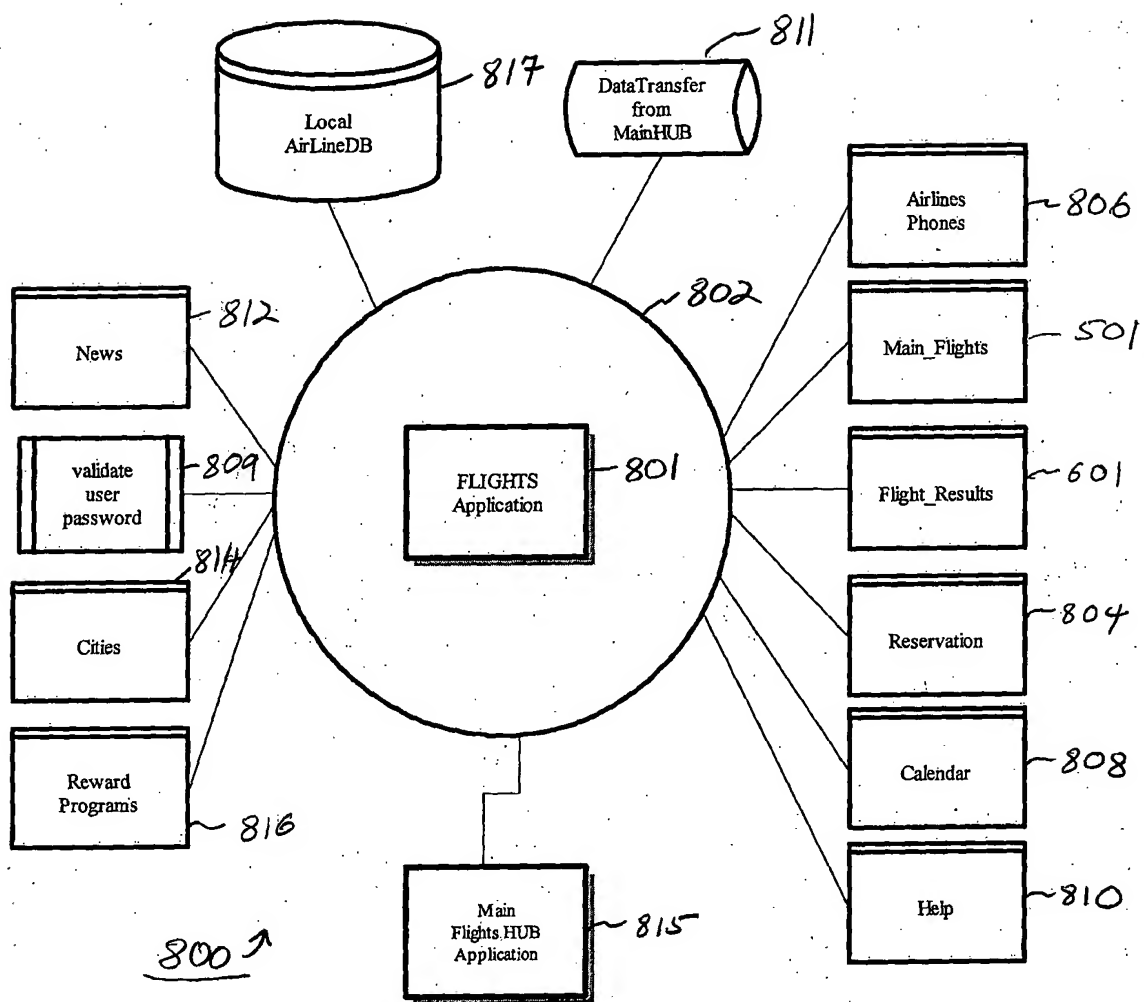 811
817
DataTransfer
from
MainHUB
Local
AirLineDB
Airlines
Phones
806
802
812
News
Main_Flights
501
validate
user
password
809
FLIGHTS
Application
801
Flight_Results
601
814
Cities
Reservation
804
Reward
Programs
816
Calendar
808
Main
Flights HUB
Application
815
Help
810
800